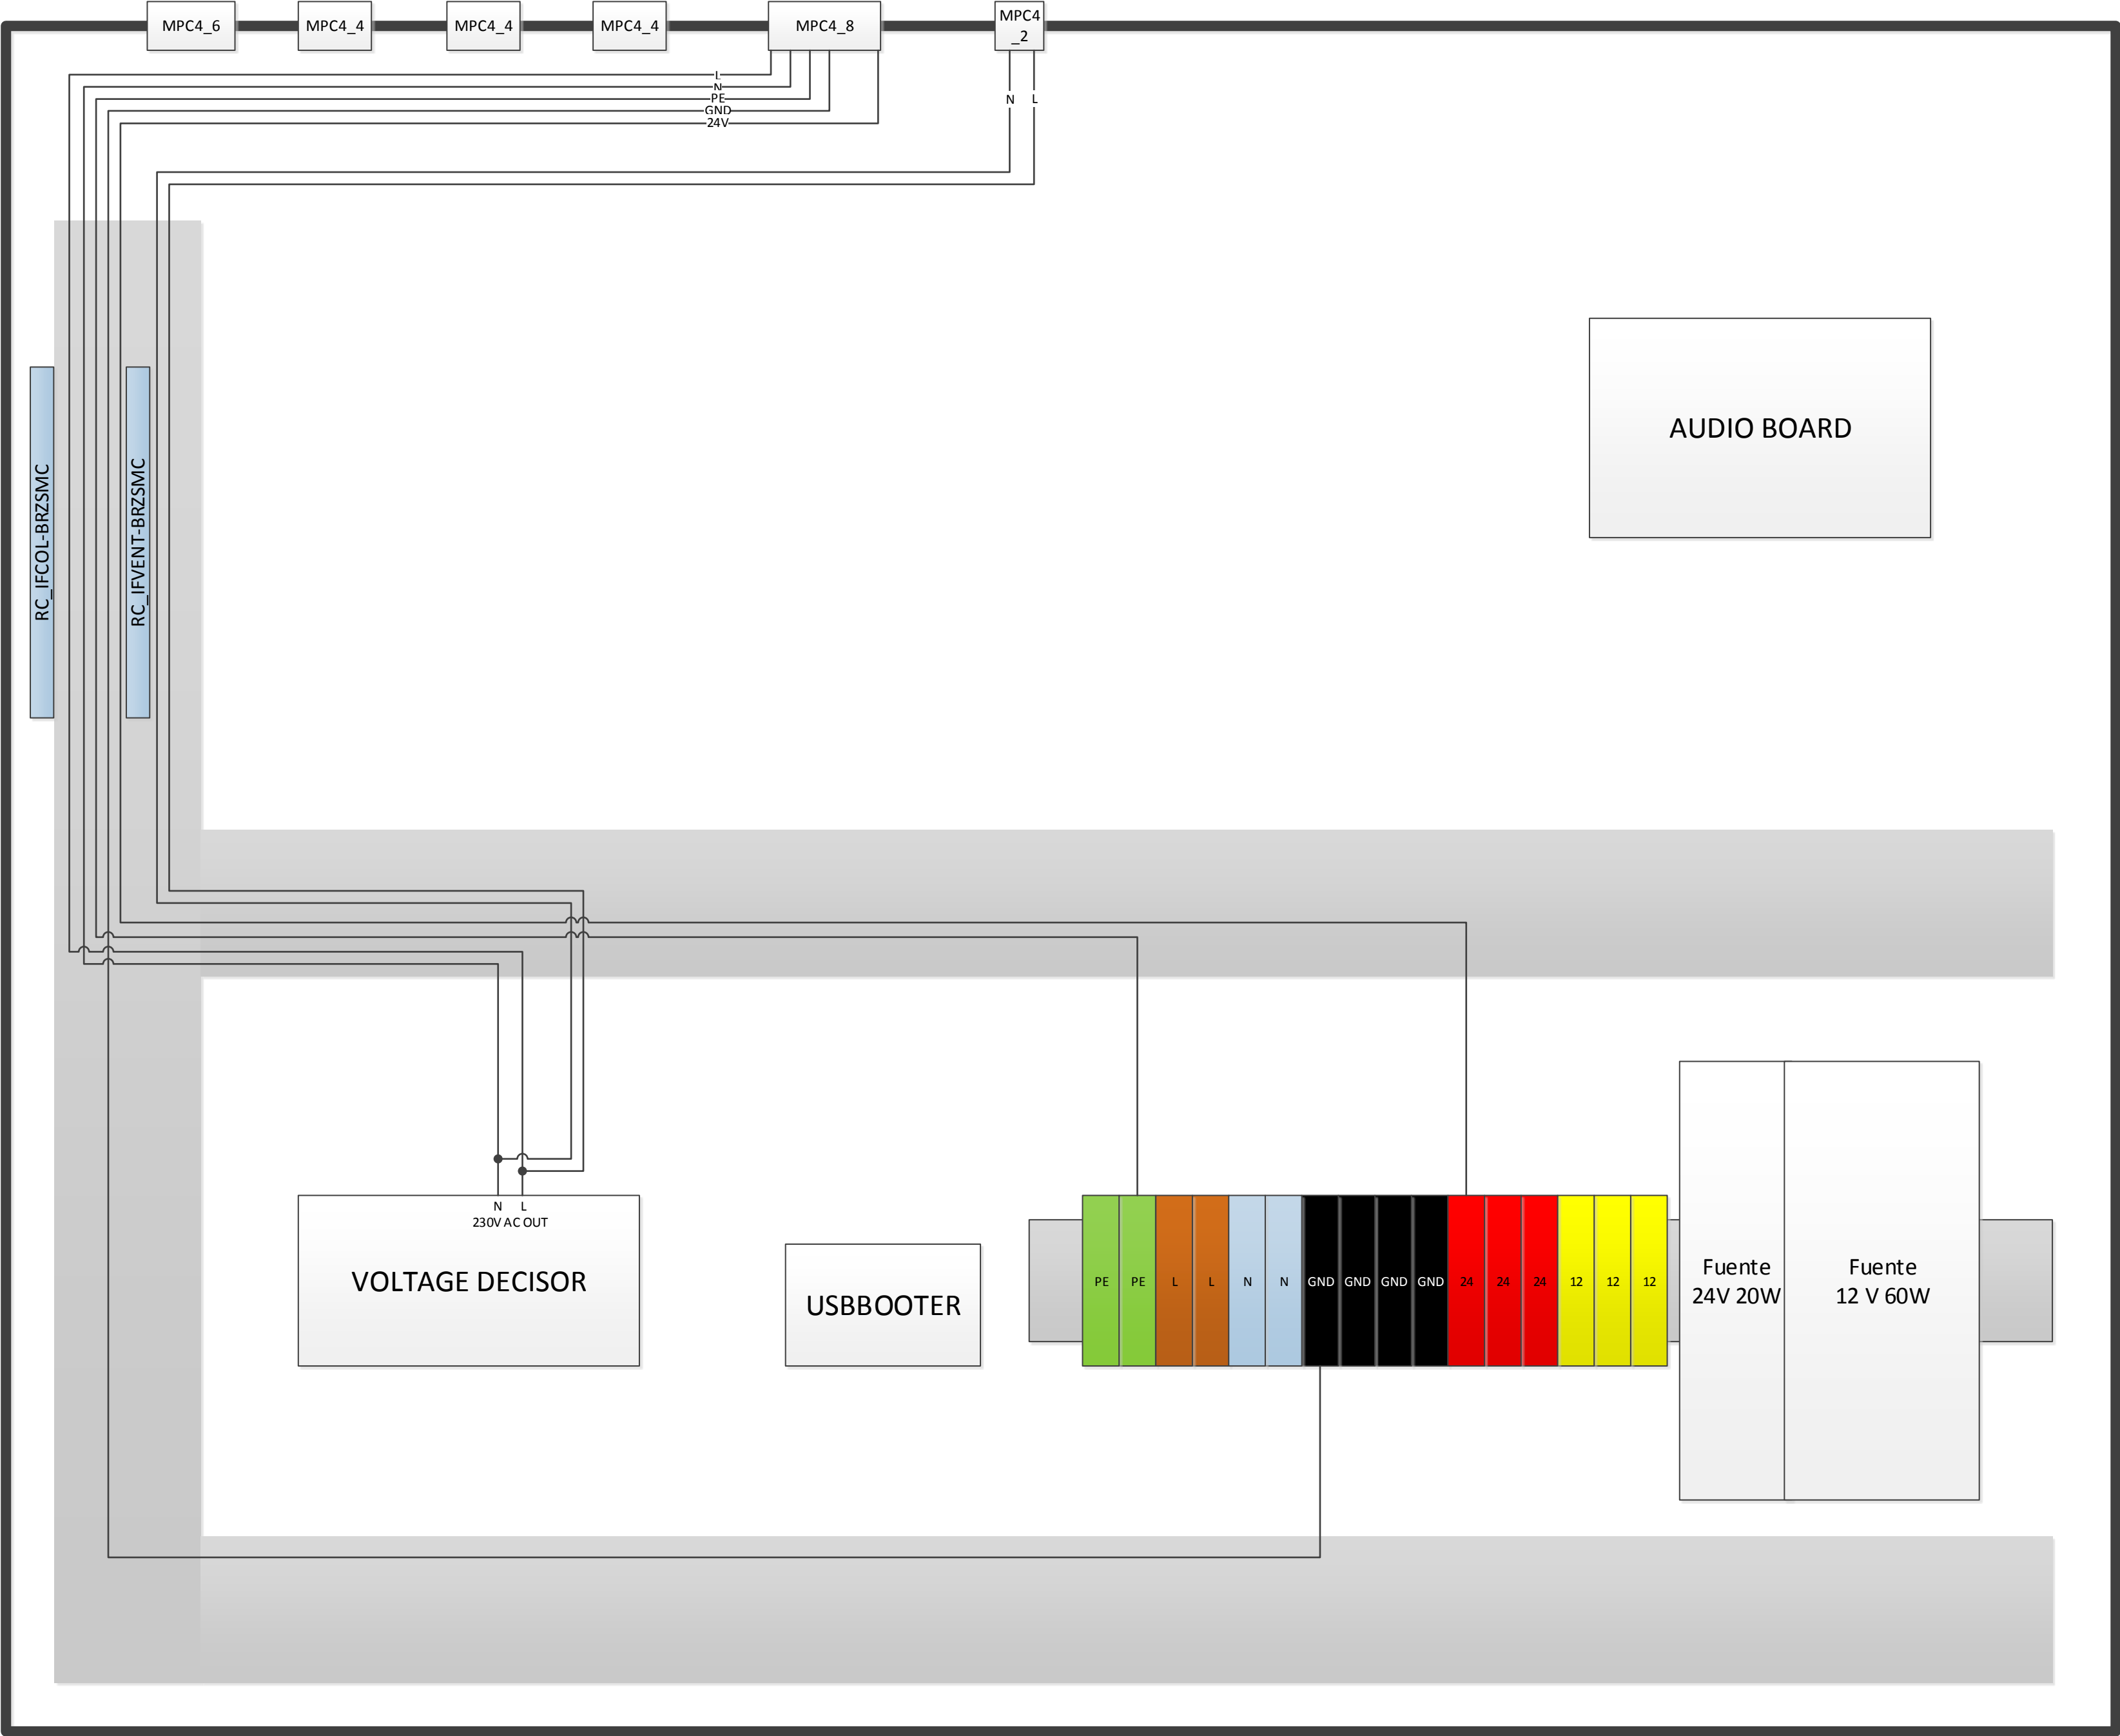 MPC4_6
MPC4_4
MPC4_4
MPC4_4
MPC4_8
MPC4
_2
L
N
PE
GND
24V
N L
RC_IFCOL-BRZSMC
RC_IFVENT-BRZSMC
AUDIO BOARD
N L
230V AC OUT
VOLTAGE DECISOR
USBBOOTER
PE PE L L N N GND GND GND GND 24 24 24 12 12 12
Fuente
24V 20W
Fuente
12 V 60W